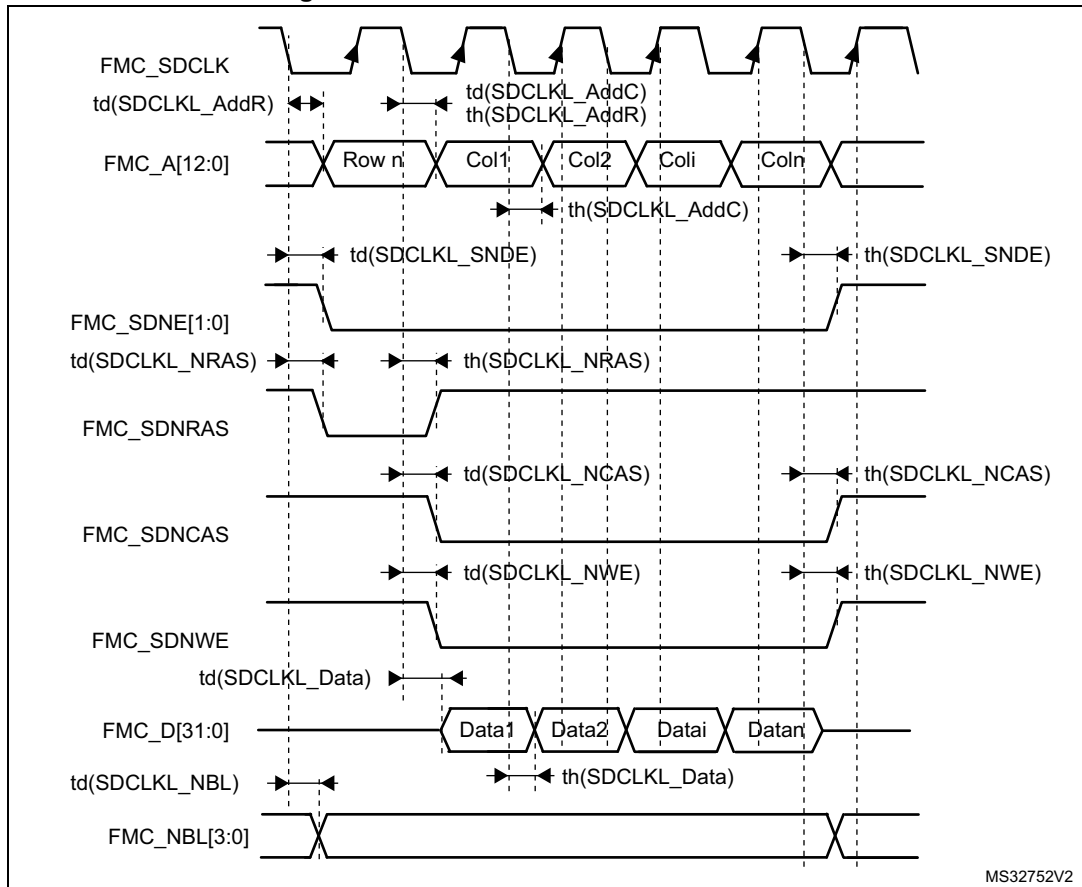 FMC_SDCLK
td(SDCLKL_AddR)
td(SDCLKL_AddC)
th(SDCLKL_AddR)
FMC_A[12:0]
Row n
Col1
Col2
Coli
Coln
th(SDCLKL_AddC)
td(SDCLKL_SNDE)
th(SDCLKL_SNDE)
FMC_SDNE[1:0]
td(SDCLKL_NRAS)
th(SDCLKL_NRAS)
FMC_SDNRAS
td(SDCLKL_NCAS)
th(SDCLKL_NCAS)
FMC_SDNCAS
td(SDCLKL_NWE)
th(SDCLKL_NWE)
FMC_SDNWE
td(SDCLKL_Data)
FMC_D[31:0]
Data1
Data2
Datai
Datan
th(SDCLKL_Data)
td(SDCLKL_NBL)
FMC_NBL[3:0]
MS32752V2